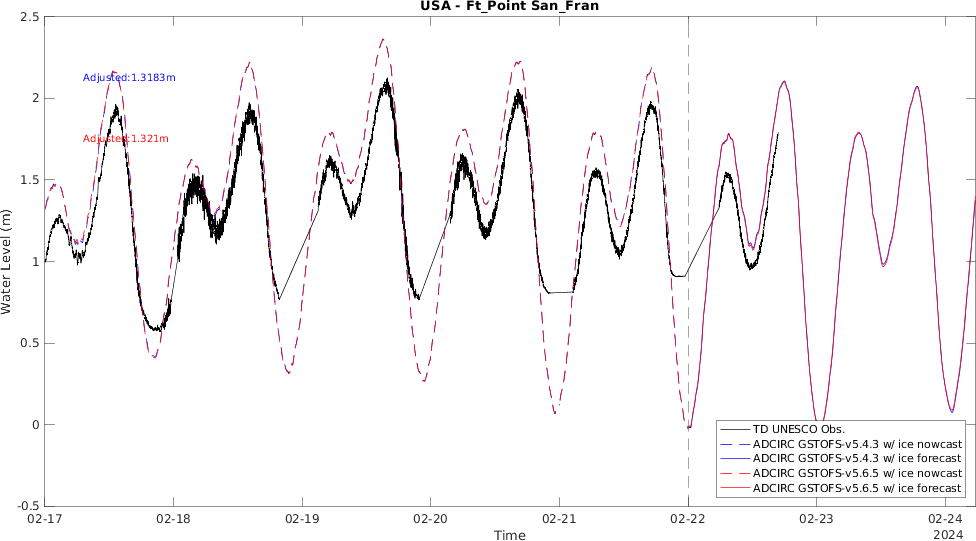 USA - Ft_Point San_Fran
2.5
2
1.5
1
0.5
0
-0.5
Water Level (m)
Adjusted:1.3183m
Adjusted:1.321m
TD UNESCO Obs.
ADCIRC GSTOFS-v5.4.3 w/ ice nowcast
ADCIRC GSTOFS-v5.4.3 w/ ice forecast
ADCIRC GSTOFS-v5.6.5 w/ ice nowcast
ADCIRC GSTOFS-v5.6.5 w/ ice forecast
02-17 02-18 02-19 02-20 02-21 02-22 02-23 02-24
Time
2024